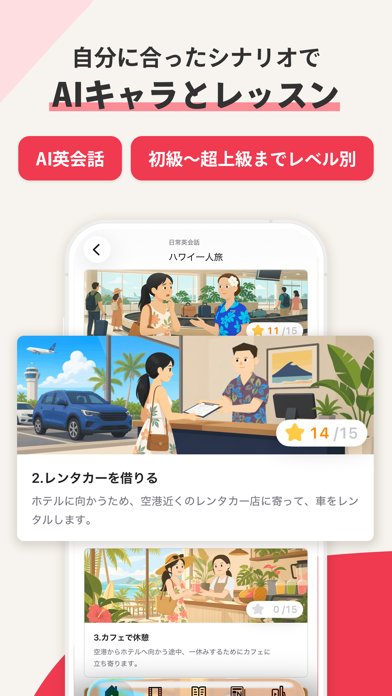 自分に合ったシナリオで
AIキャラとレッスン
AI英会話
初級〜超上級までレベル別
日常英会話
ハワイ一人旅
11/15
14/15
2.レンタカーを借りる
ホテルに向かうため、空港近くのレンタカー店に寄って、車をレン
タルします。
0/15
3.カフェで休憩
空港からホテルへ向かう途中、一休みするためにカフェに
立ち寄ります。